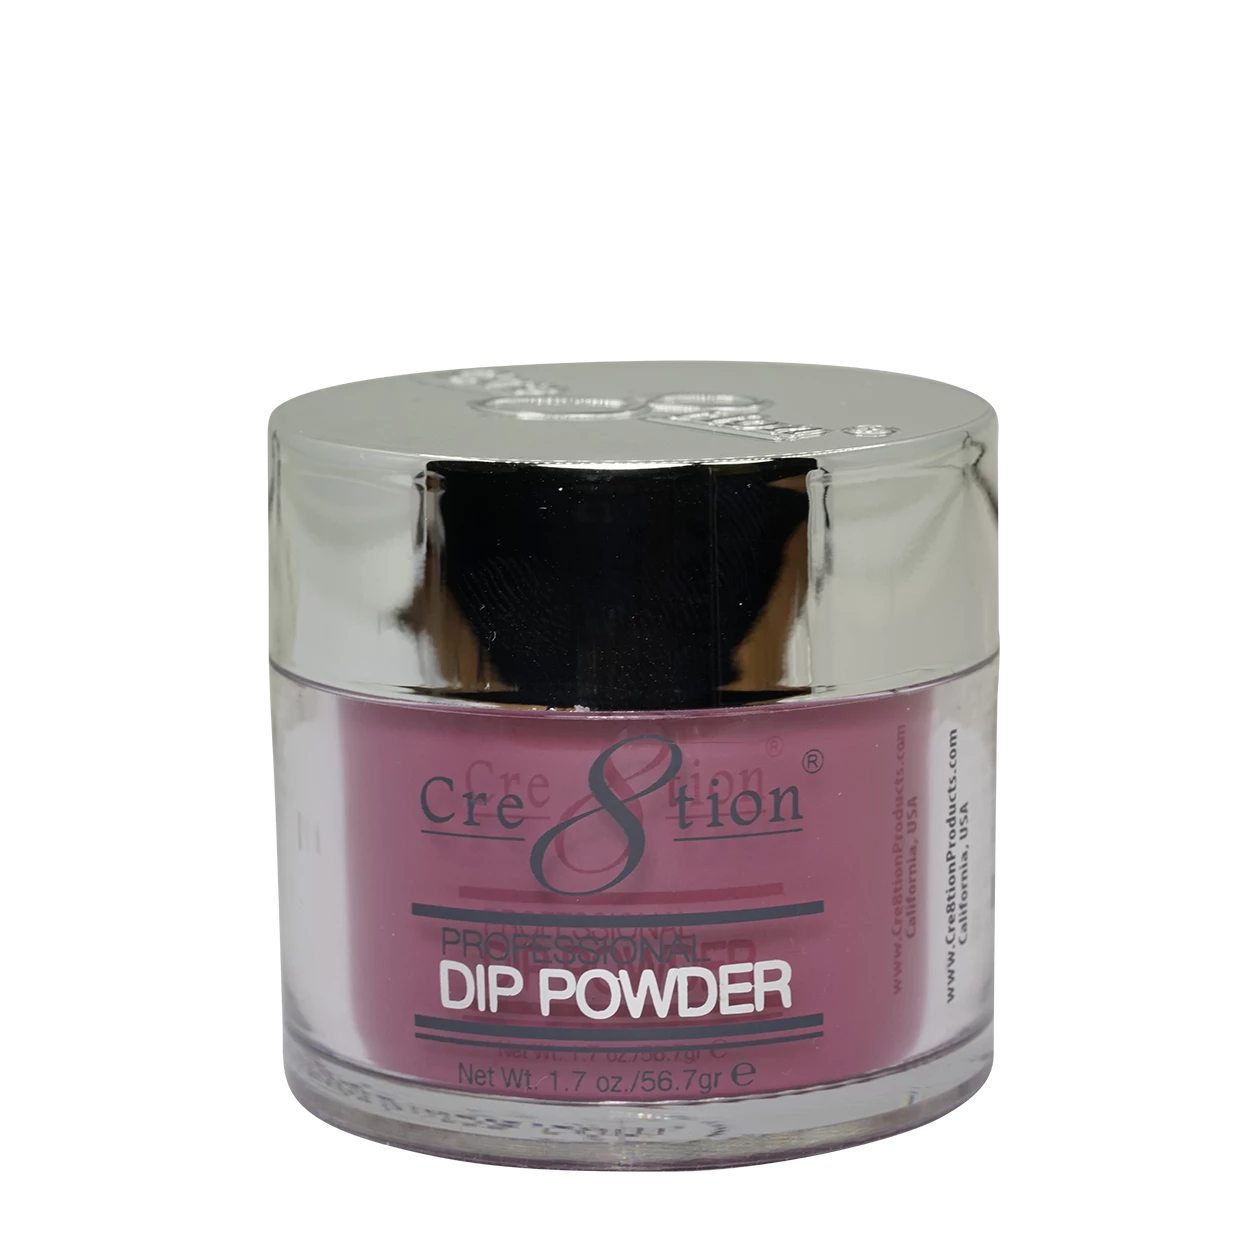 Cre8tion®
PROFESSIONAL
DIP POWDER
Net Wt. 1.7 oz./56.7gr ℮
www.Cre8tionProducts.com
California, USA